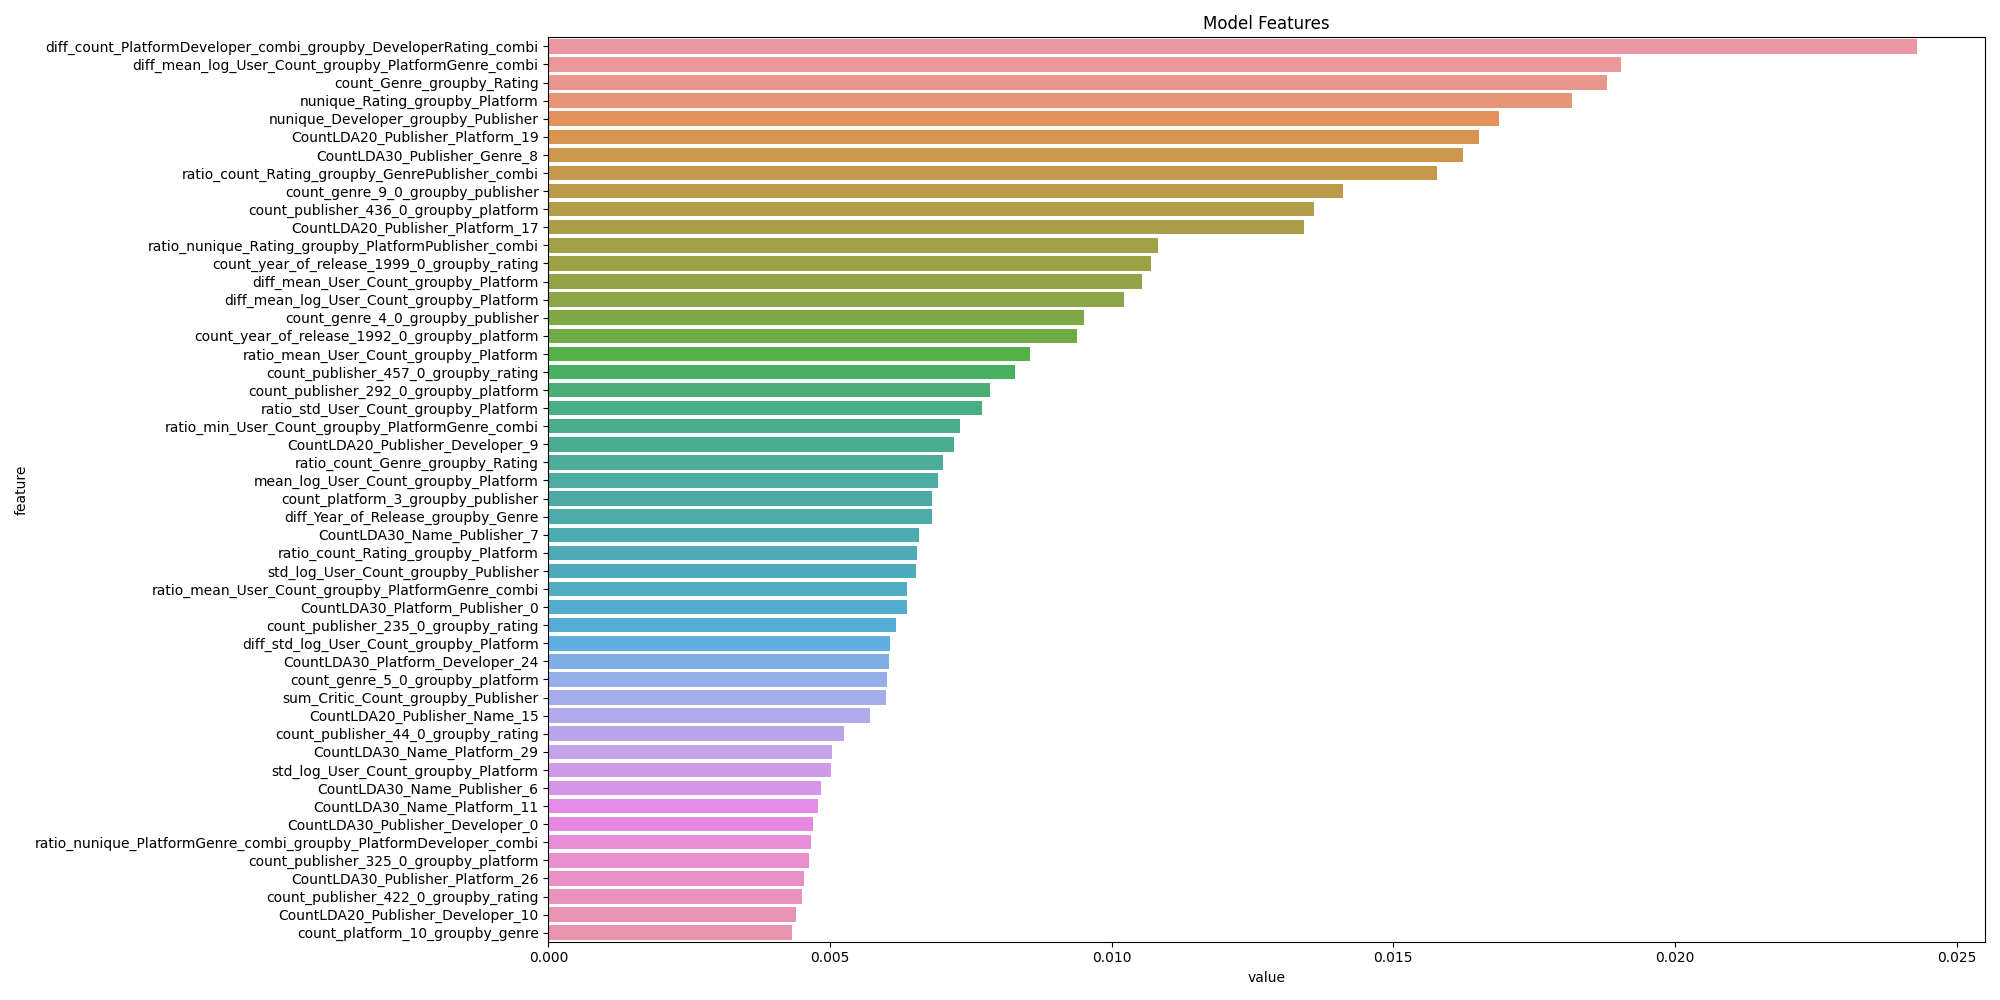 Model Features
diff_count_PlatformDeveloper_combi_groupby_DeveloperRating_combi
diff_mean_log_User_Count_groupby_PlatformGenre_combi
count_Genre_groupby_Rating
nunique_Rating_groupby_Platform
nunique_Developer_groupby_Publisher
CountLDA20_Publisher_Platform_19
CountLDA30_Publisher_Genre_8
ratio_count_Rating_groupby_GenrePublisher_combi
count_genre_9_0_groupby_publisher
count_publisher_436_0_groupby_platform
CountLDA20_Publisher_Platform_17
ratio_nunique_Rating_groupby_PlatformPublisher_combi
count_year_of_release_1999_0_groupby_rating
diff_mean_User_Count_groupby_Platform
diff_mean_log_User_Count_groupby_Platform
count_genre_4_0_groupby_publisher
count_year_of_release_1992_0_groupby_platform
ratio_mean_User_Count_groupby_Platform
count_publisher_457_0_groupby_rating
count_publisher_292_0_groupby_platform
ratio_std_User_Count_groupby_Platform
ratio_min_User_Count_groupby_PlatformGenre_combi
CountLDA20_Publisher_Developer_9
ratio_count_Genre_groupby_Rating
mean_log_User_Count_groupby_Platform
count_platform_3_groupby_publisher
diff_Year_of_Release_groupby_Genre
CountLDA30_Name_Publisher_7
ratio_count_Rating_groupby_Platform
std_log_User_Count_groupby_Publisher
ratio_mean_User_Count_groupby_PlatformGenre_combi
CountLDA30_Platform_Publisher_0
count_publisher_235_0_groupby_rating
diff_std_log_User_Count_groupby_Platform
CountLDA30_Platform_Developer_24
count_genre_5_0_groupby_platform
sum_Critic_Count_groupby_Publisher
CountLDA20_Publisher_Name_15
count_publisher_44_0_groupby_rating
CountLDA30_Name_Platform_29
std_log_User_Count_groupby_Platform
CountLDA30_Name_Publisher_6
CountLDA30_Name_Platform_11
CountLDA30_Publisher_Developer_0
ratio_nunique_PlatformGenre_combi_groupby_PlatformDeveloper_combi
count_publisher_325_0_groupby_platform
CountLDA30_Publisher_Platform_26
count_publisher_422_0_groupby_rating
CountLDA20_Publisher_Developer_10
count_platform_10_groupby_genre
feature
0.000 0.005 0.010 0.015 0.020 0.025
value